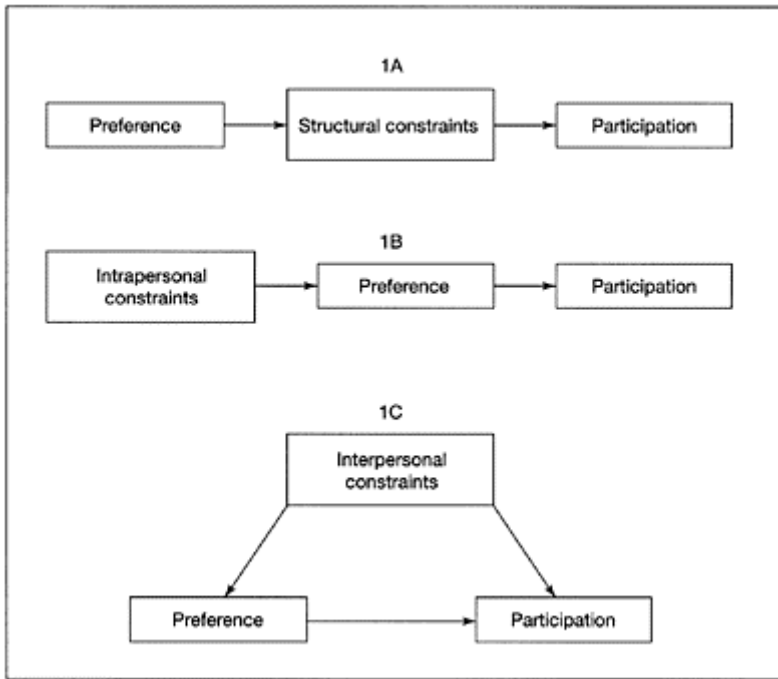 1A
Preference
Structural constraints
Participation
1B
Intrapersonal
constraints
Preference
Participation
1C
Interpersonal
constraints
Preference
Participation